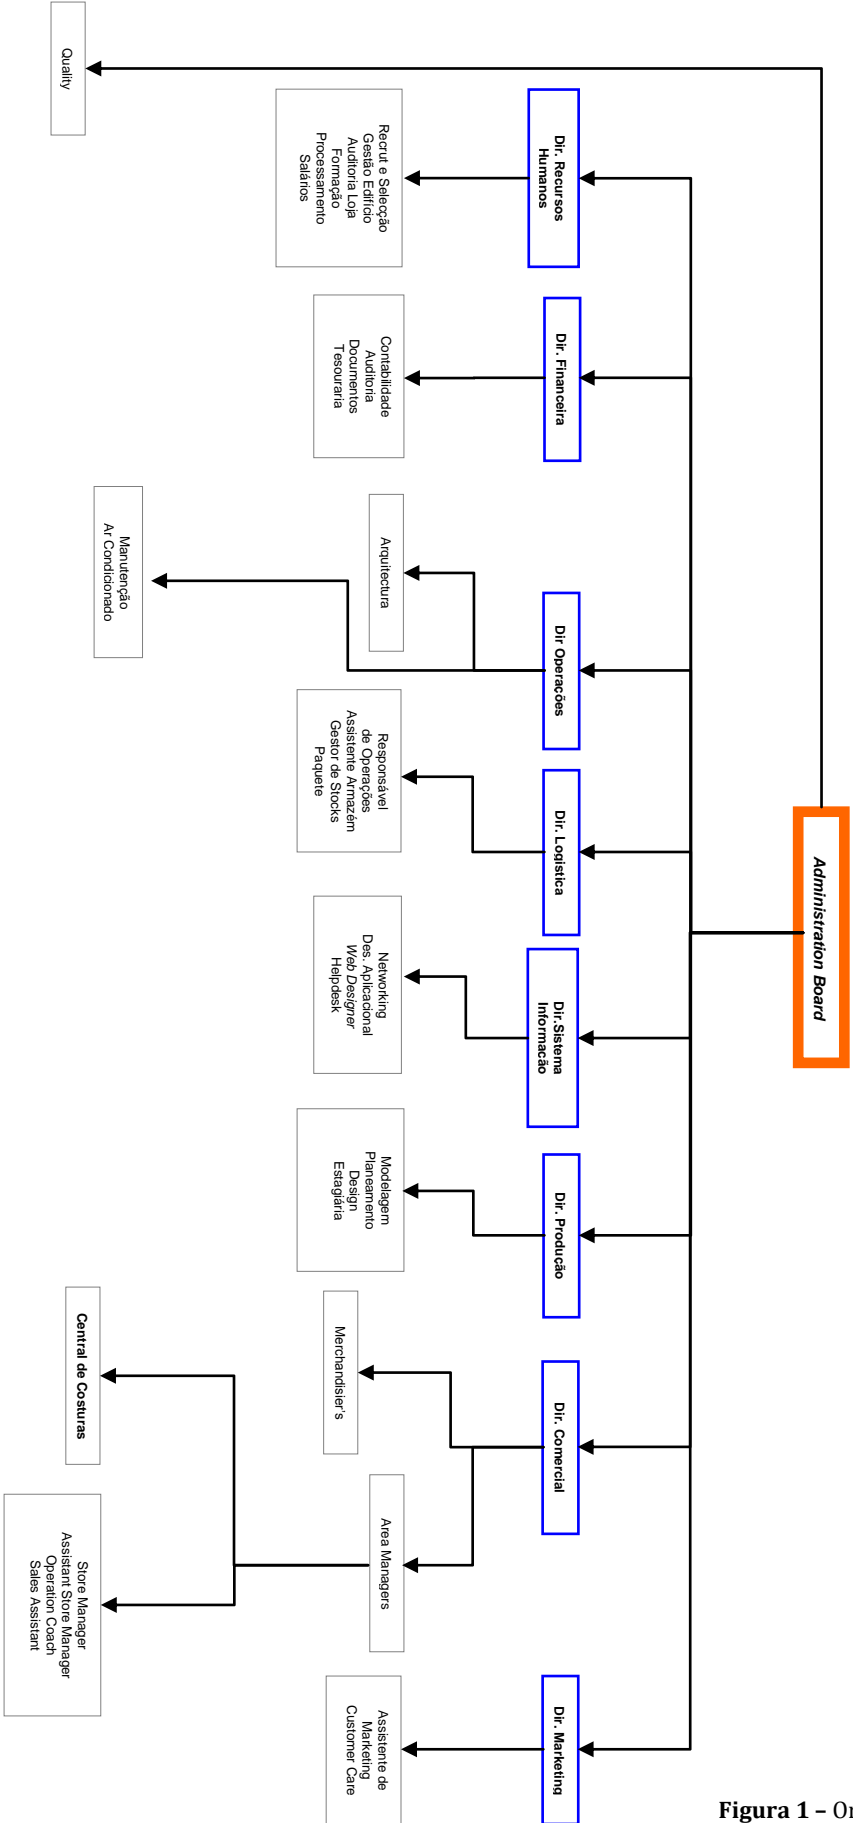 Administration Board
Quality
Dir. Recursos
Humanos
Recrut e Selecção
Gestão Edifício
Auditoria Loja
Formação
Processamento
Salários
Dir. Financeira
Contabilidade
Auditoria
Documentos
Tesouraria
Dir Operações
Arquitectura
Manutenção
Ar Condicionado
Dir. Logistica
Responsável
de Operações
Assistente Armazém
Gestor de Stocks
Paquete
Dir.Sistema
Informacão
Networking
Des. Aplicacional
Web Designer
Helpdesk
Dir. Produção
Modelagem
Planeamento
Design
Estagiária
Dir. Comercial
Merchandisier's
Area Managers
Central de Costuras
Store Manager
Assistant Store Manager
Operation Coach
Sales Assistant
Dir. Marketing
Assistente de
Marketing
Customer Care
Figura 1 –